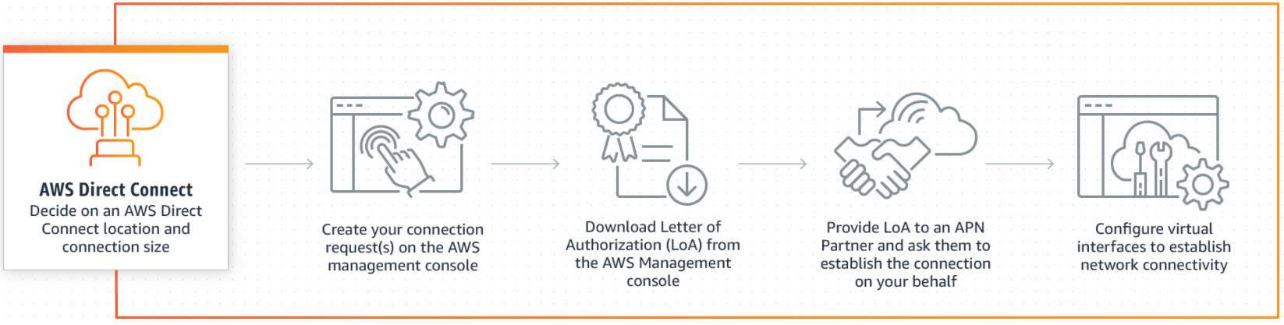 AWS Direct Connect
Decide on an AWS Direct
Connect location and
connection size
Create your connection
request(s) on the AWS
management console
Download Letter of
Authorization (LoA) from
the AWS Management
console
Provide LoA to an APN
Partner and ask them to
establish the connection
on your behalf
Configure virtual
interfaces to establish
network connectivity